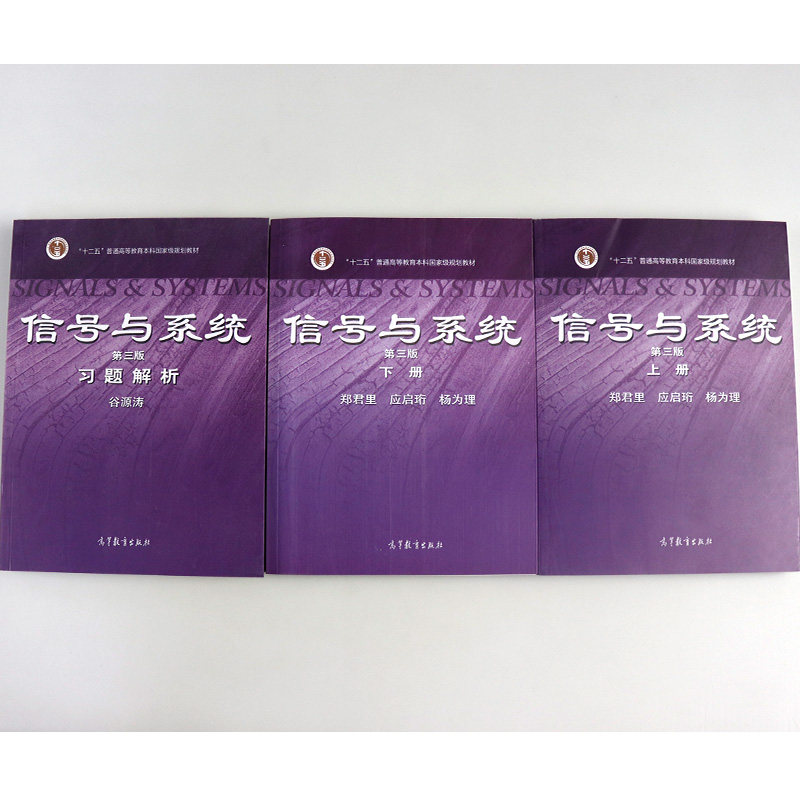 "十二五"普通高等教育本科国家级规划教材
SIGNALS & SYSTEMS
信号与系统
第三版
习题解析
谷源涛
高等教育出版社
"十二五"普通高等教育本科国家级规划教材
SIGNALS & SYSTEMS
信号与系统
第三版
下册
郑君里 应启珩 杨为理
高等教育出版社
"十二五"普通高等教育本科国家级规划教材
SIGNALS & SYSTEMS
信号与系统
第三版
上册
郑君里 应启珩 杨为理
高等教育出版社